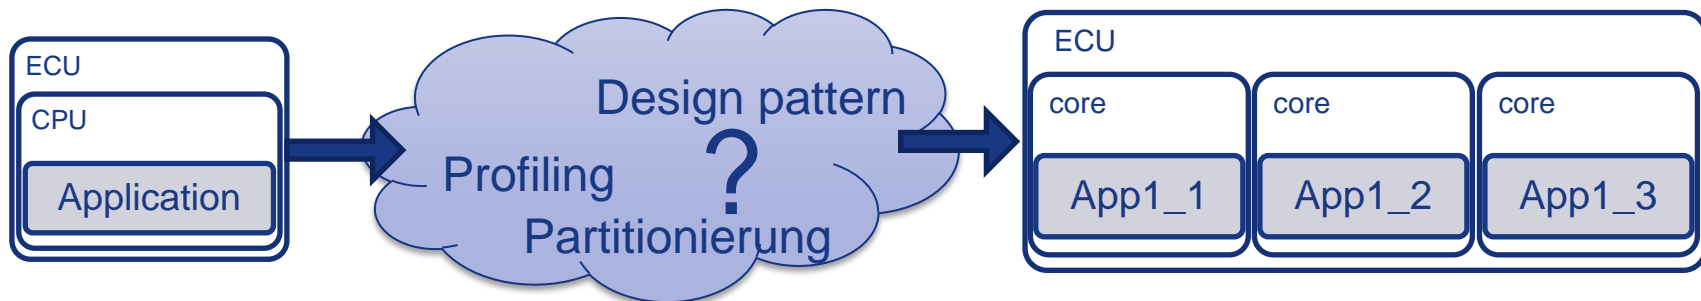 ECU
CPU
Application
Design pattern
?
Profiling
Partitionierung
ECU
core
App1_1
core
App1_2
core
App1_3